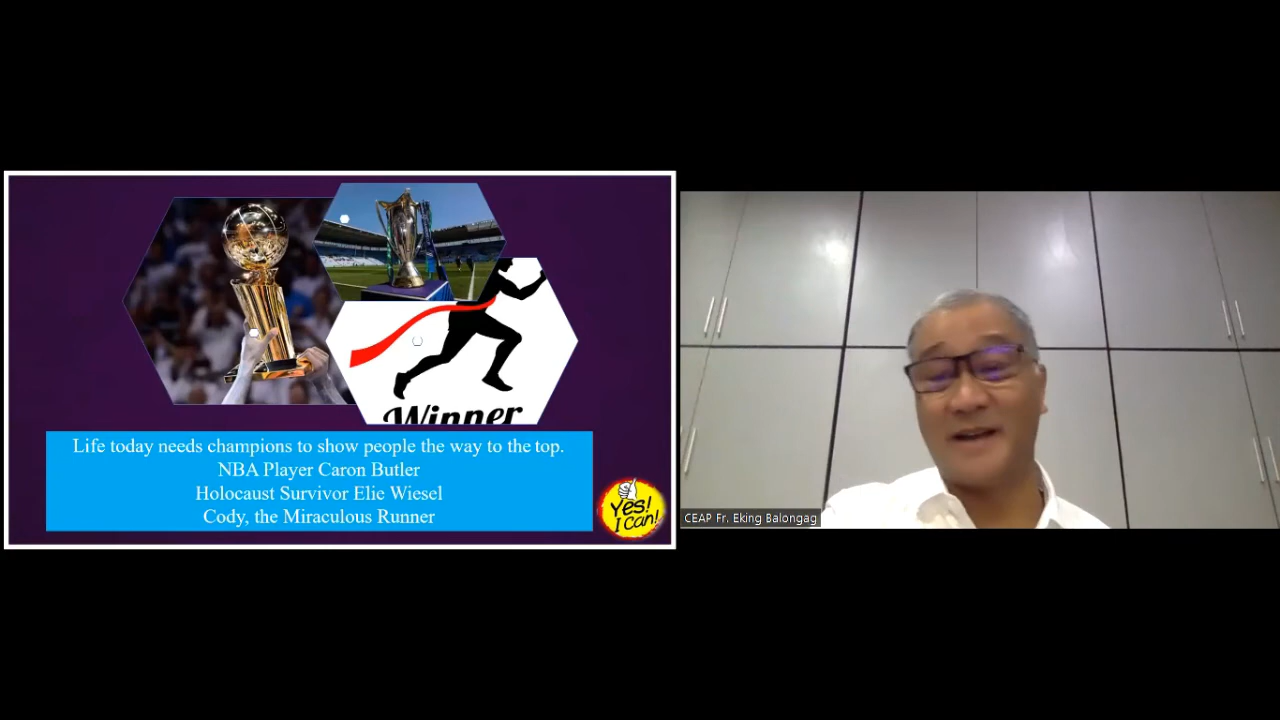 Winner
Life today needs champions to show people the way to the top.
NBA Player Caron Butler
Holocaust Survivor Elie Wiesel
Cody, the Miraculous Runner
Yes!
I can!
CEAP Fr. Eking Balongag